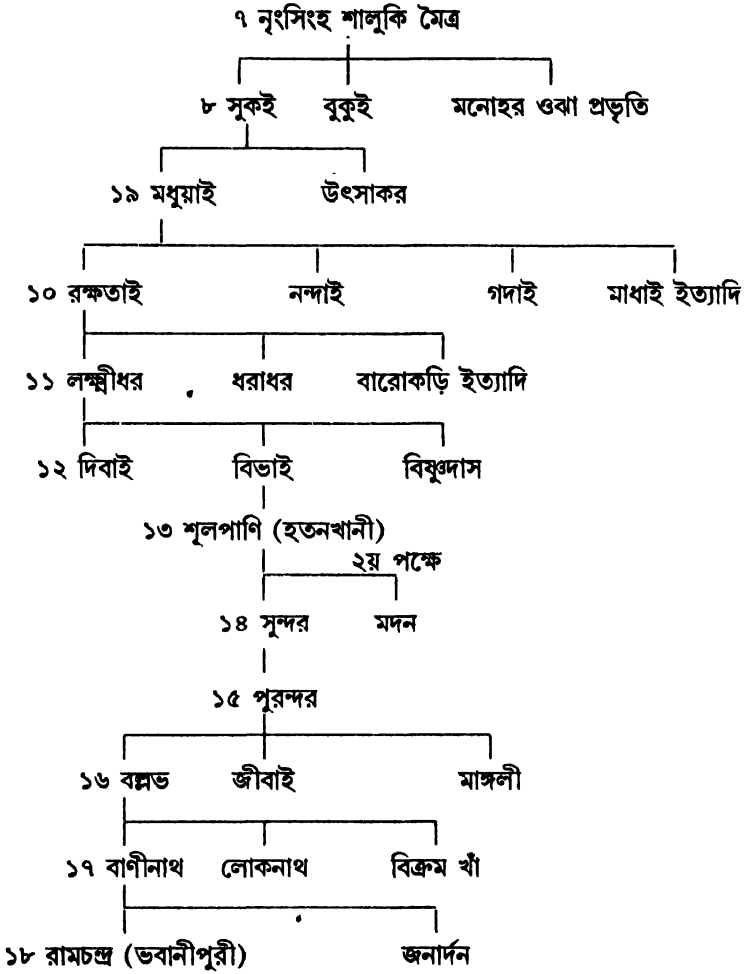 ৭ নৃংসিংহ শালুকি মৈত্র
৮ সুকই বুকুই মনোহর ওঝা প্রভৃতি
১৯ মধুয়াই উৎসাকর
১০ রক্ষতাই নন্দাই গদাই মাধাই ইত্যাদি
১১ লক্ষ্মীধর ধরাধর বারোকড়ি ইত্যাদি
১২ দিবাই বিভাই বিষ্ণুদাস
১৩ শূলপাণি (হতনখানী)
২য় পক্ষে
১৪ সুন্দর মদন
১৫ পুরন্দর
১৬ বল্লভ জীবাই মাঙ্গলী
১৭ বাণীনাথ লোকনাথ বিক্রম খাঁ
১৮ রামচন্দ্র (ভবানীপুরী) জনার্দন